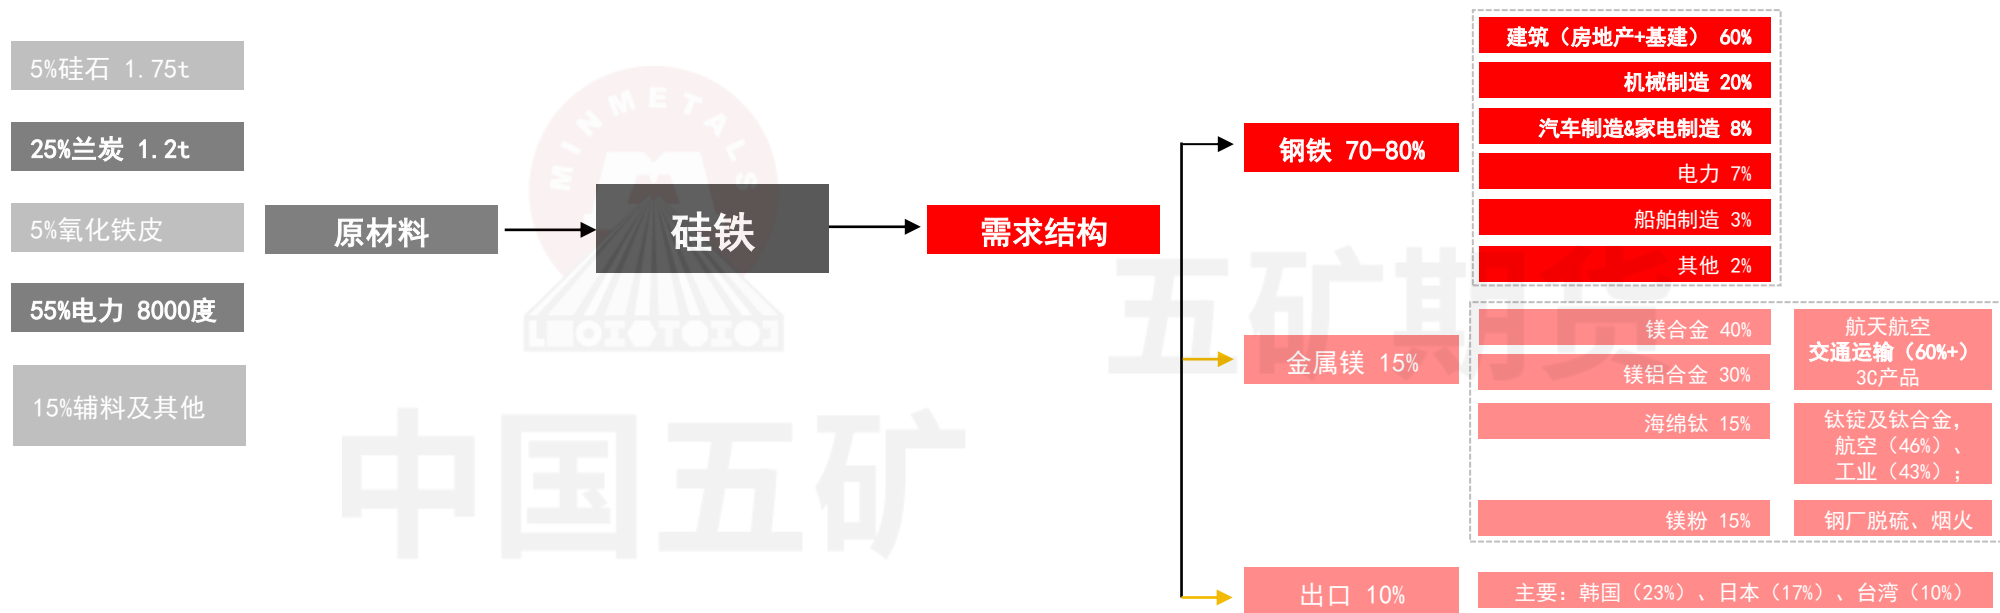 5%硅石 1.75t
25%兰炭 1.2t
5%氧化铁皮
55%电力 8000度
15%辅料及其他
原材料
硅铁
需求结构
钢铁 70-80%
金属镁 15%
出口 10%
建筑（房地产+基建） 60%
机械制造 20%
汽车制造&家电制造 8%
电力 7%
船舶制造 3%
其他 2%
镁合金 40%
镁铝合金 30%
海绵钛 15%
镁粉 15%
航天航空
交通运输（60%+）
3C产品
钛锭及钛合金，
航空（46%）、
工业（43%）；
钢厂脱硫、烟火
主要：韩国（23%）、日本（17%）、台湾（10%）
MINMETALS
中国五矿
五矿期货